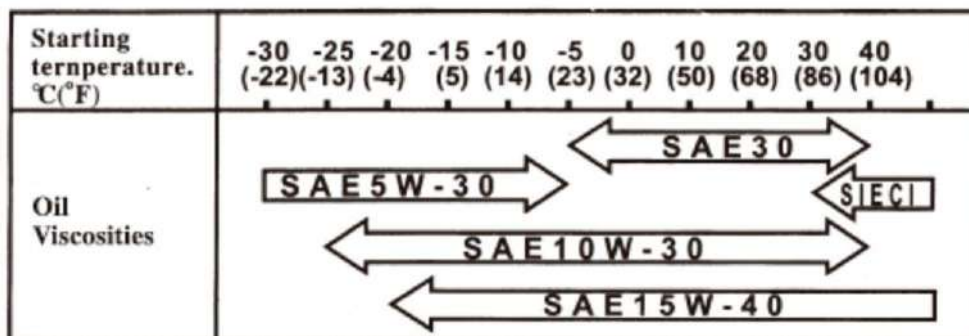 Starting
ternperature.
℃(°F)
-30 -25 -20 -15 -10 -5 0 10 20 30 40
(-22)(-13) (-4) (5) (14) (23) (32) (50) (68) (86) (104)
Oil
Viscosities
SAE30
SAE5W-30
SIECI
SAE10W-30
SAE15W-40